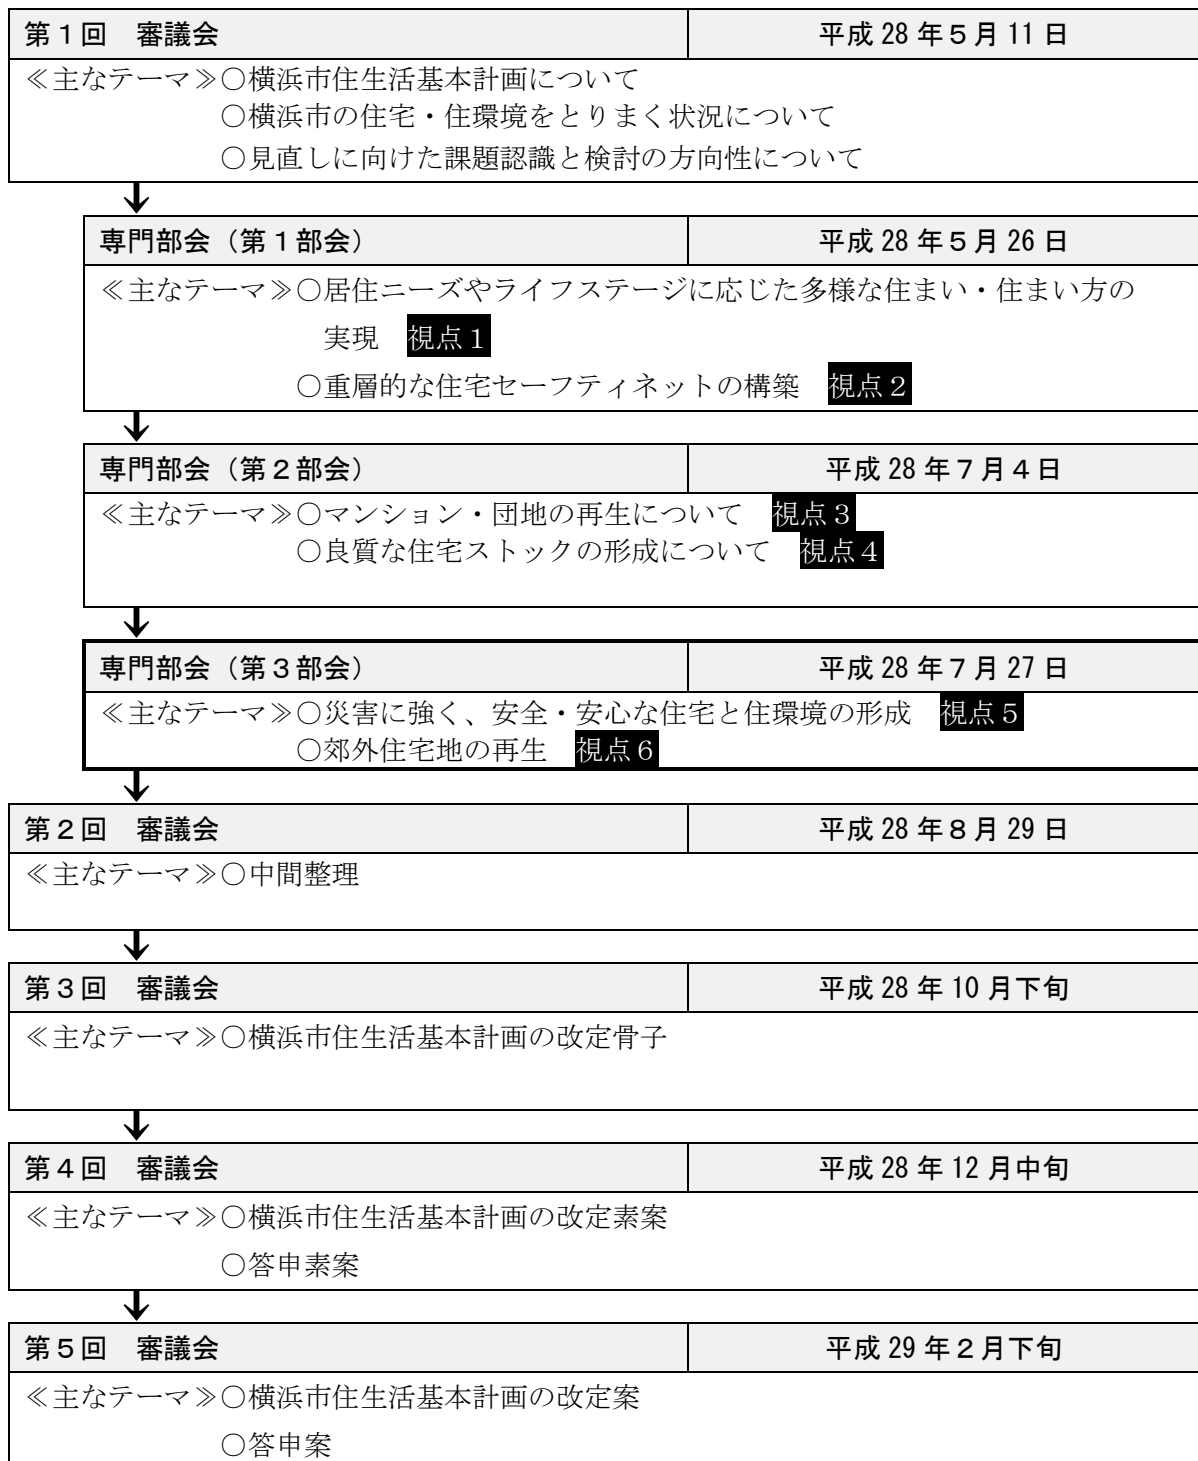 第１回　審議会　平成 28 年５月 11 日
≪主なテーマ≫○横浜市住生活基本計画について
○横浜市の住宅・住環境をとりまく状況について
○見直しに向けた課題認識と検討の方向性について
専門部会（第１部会）　平成 28 年５月 26 日
≪主なテーマ≫○居住ニーズやライフステージに応じた多様な住まい・住まい方の
実現　視点１
○重層的な住宅セーフティネットの構築　視点２
専門部会（第２部会）　平成 28 年７月４日
≪主なテーマ≫○マンション・団地の再生について　視点３
○良質な住宅ストックの形成について　視点４
専門部会（第３部会）　平成 28 年７月 27 日
≪主なテーマ≫○災害に強く、安全・安心な住宅と住環境の形成　視点５
○郊外住宅地の再生　視点６
第２回　審議会　平成 28 年８月 29 日
≪主なテーマ≫○中間整理
第３回　審議会　平成 28 年 10 月下旬
≪主なテーマ≫○横浜市住生活基本計画の改定骨子
第４回　審議会　平成 28 年 12 月中旬
≪主なテーマ≫○横浜市住生活基本計画の改定素案
○答申素案
第５回　審議会　平成 29 年２月下旬
≪主なテーマ≫○横浜市住生活基本計画の改定案
○答申案